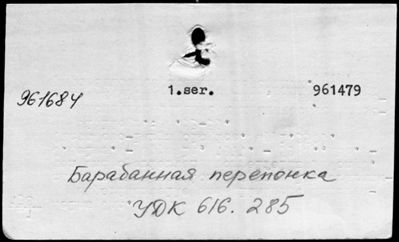 1.ser. 961479
961684
Барабанная перепонка
УДК 616.285